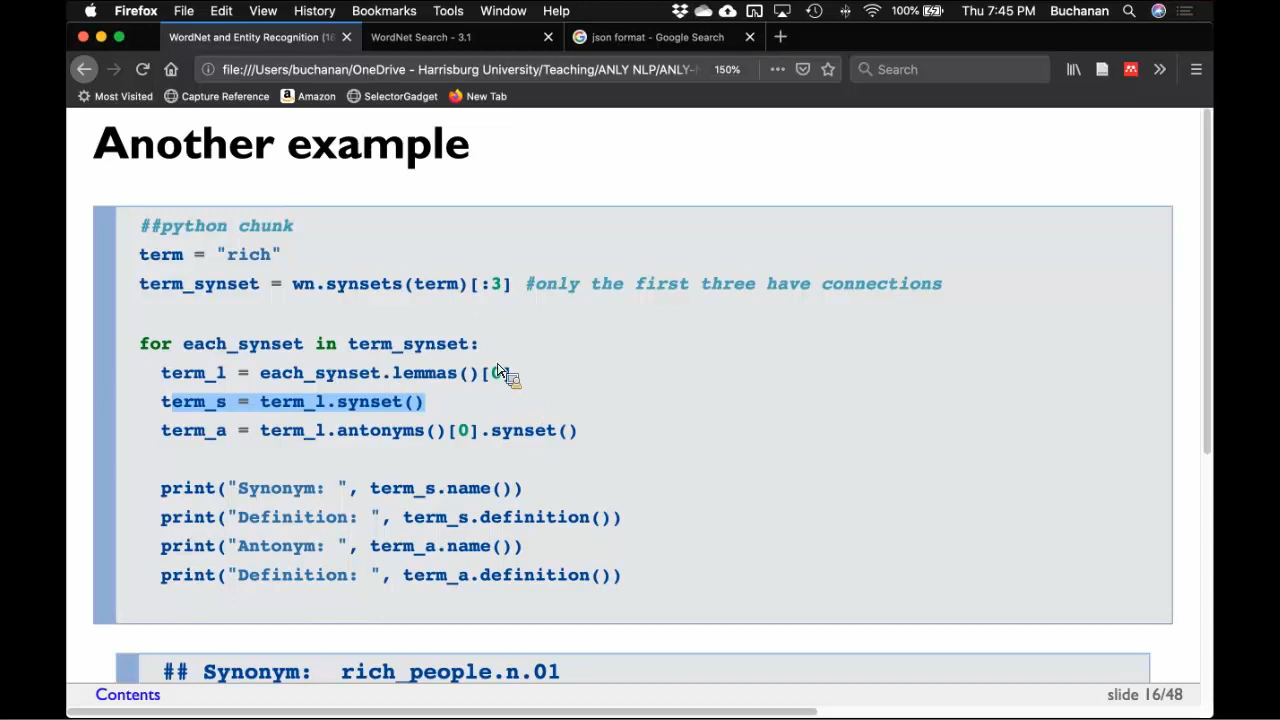 Firefox File Edit View History Bookmarks Tools Window Help 100% Thu 7:45 PM Buchanan
WordNet and Entity Recognition (1 WordNet Search - 3.1 json format - Google Search
file:///Users/buchanan/OneDrive - Harrisburg University/Teaching/ANLY NLP/ANLY- 150% Search
Most Visited Capture Reference Amazon SelectorGadget New Tab
Another example
##python chunk
term = "rich"
term_synset = wn.synsets(term)[:3] #only the first three have connections
for each_synset in term_synset:
term_l = each_synset.lemmas()[0]
term_s = term_l.synset()
term_a = term_l.antonyms()[0].synset()
print("Synonym: ", term_s.name())
print("Definition: ", term_s.definition())
print("Antonym: ", term_a.name())
print("Definition: ", term_a.definition())
## Synonym: rich_people.n.01
Contents slide 16/48